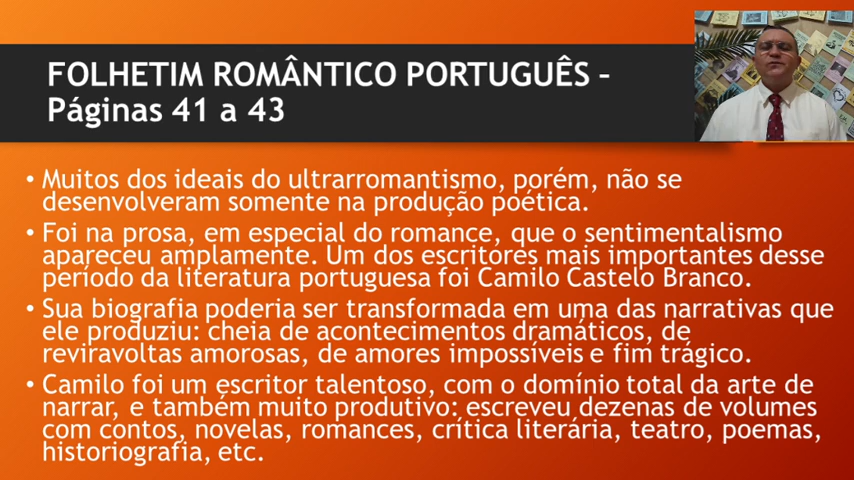 FOLHETIM ROMÂNTICO PORTUGUÊS –
Páginas 41 a 43
• Muitos dos ideais do ultrarromantismo, porém, não se
desenvolveram somente na produção poética.
• Foi na prosa, em especial do romance, que o sentimentalismo
apareceu amplamente. Um dos escritores mais importantes desse
período da literatura portuguesa foi Camilo Castelo Branco.
• Sua biografia poderia ser transformada em uma das narrativas que
ele produziu: cheia de acontecimentos dramáticos, de
reviravoltas amorosas, de amores impossíveis e fim trágico.
• Camilo foi um escritor talentoso, com o domínio total da arte de
narrar, e também muito produtivo: escreveu dezenas de volumes
com contos, novelas, romances, crítica literária, teatro, poemas,
historiografia, etc.